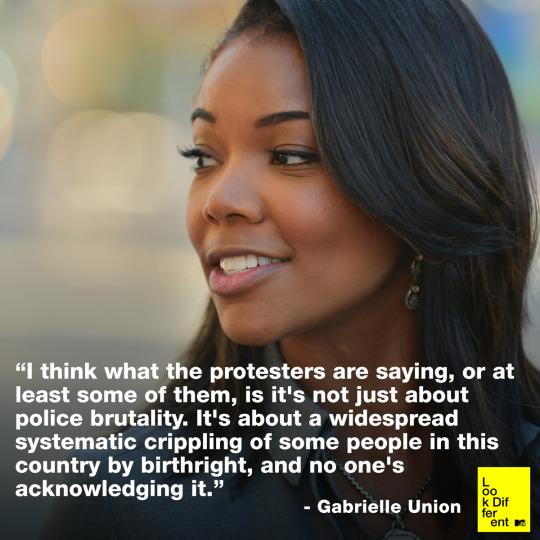 “I think what the protesters are saying, or at
least some of them, is it's not just about
police brutality. It's about a widespread
systematic crippling of some people in this
country by birthright, and no one's
acknowledging it.”
- Gabrielle Union
L
oo
k Dif
fer
ent